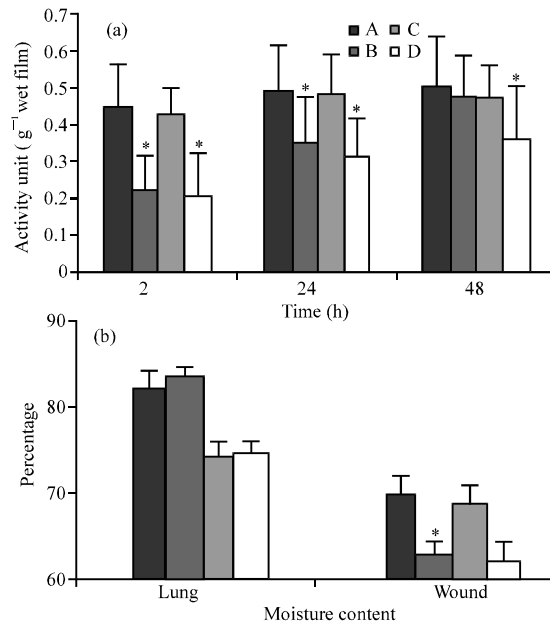 (a)
A C
B D
Activity unit ( g⁻¹ wet film)
0.7
0.6
0.5
0.4
0.3
0.2
0.1
0
* * * * *
2 24 48
Time (h)
(b)
Percentage
90
80
70
60
*
Lung Wound
Moisture content